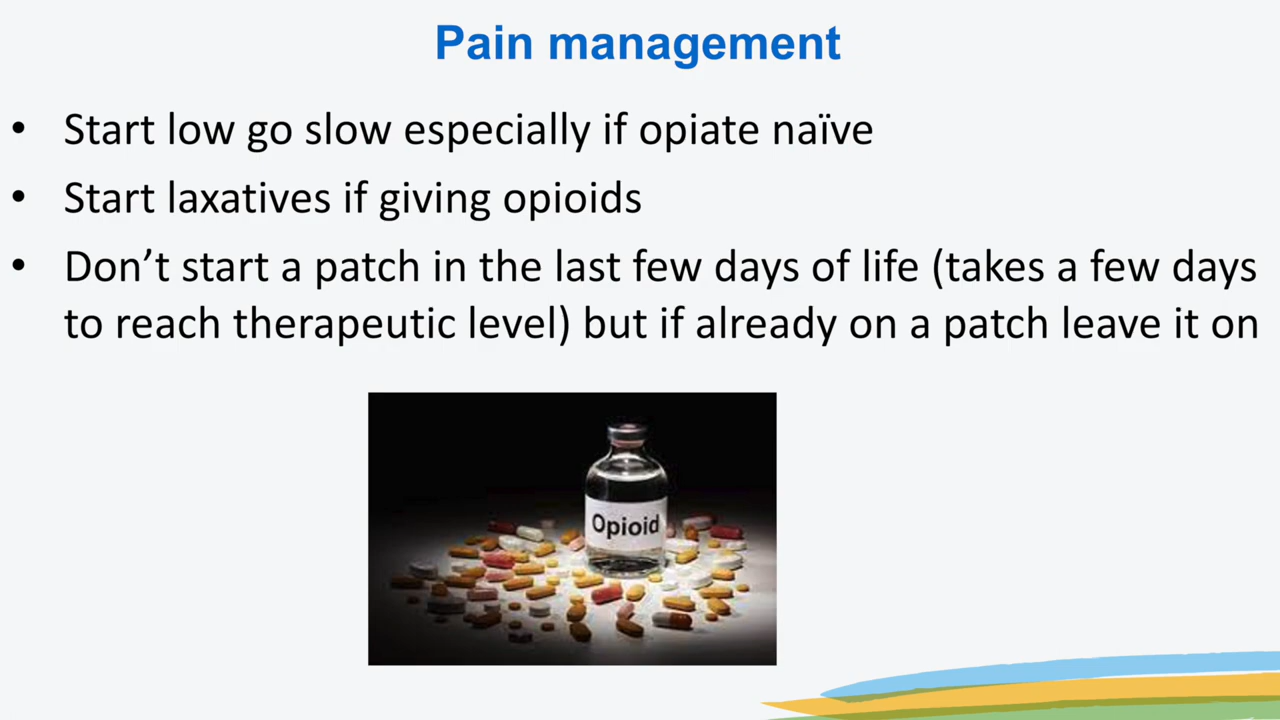 Pain management
• Start low go slow especially if opiate naïve
• Start laxatives if giving opioids
• Don’t start a patch in the last few days of life (takes a few days
to reach therapeutic level) but if already on a patch leave it on
Opioid